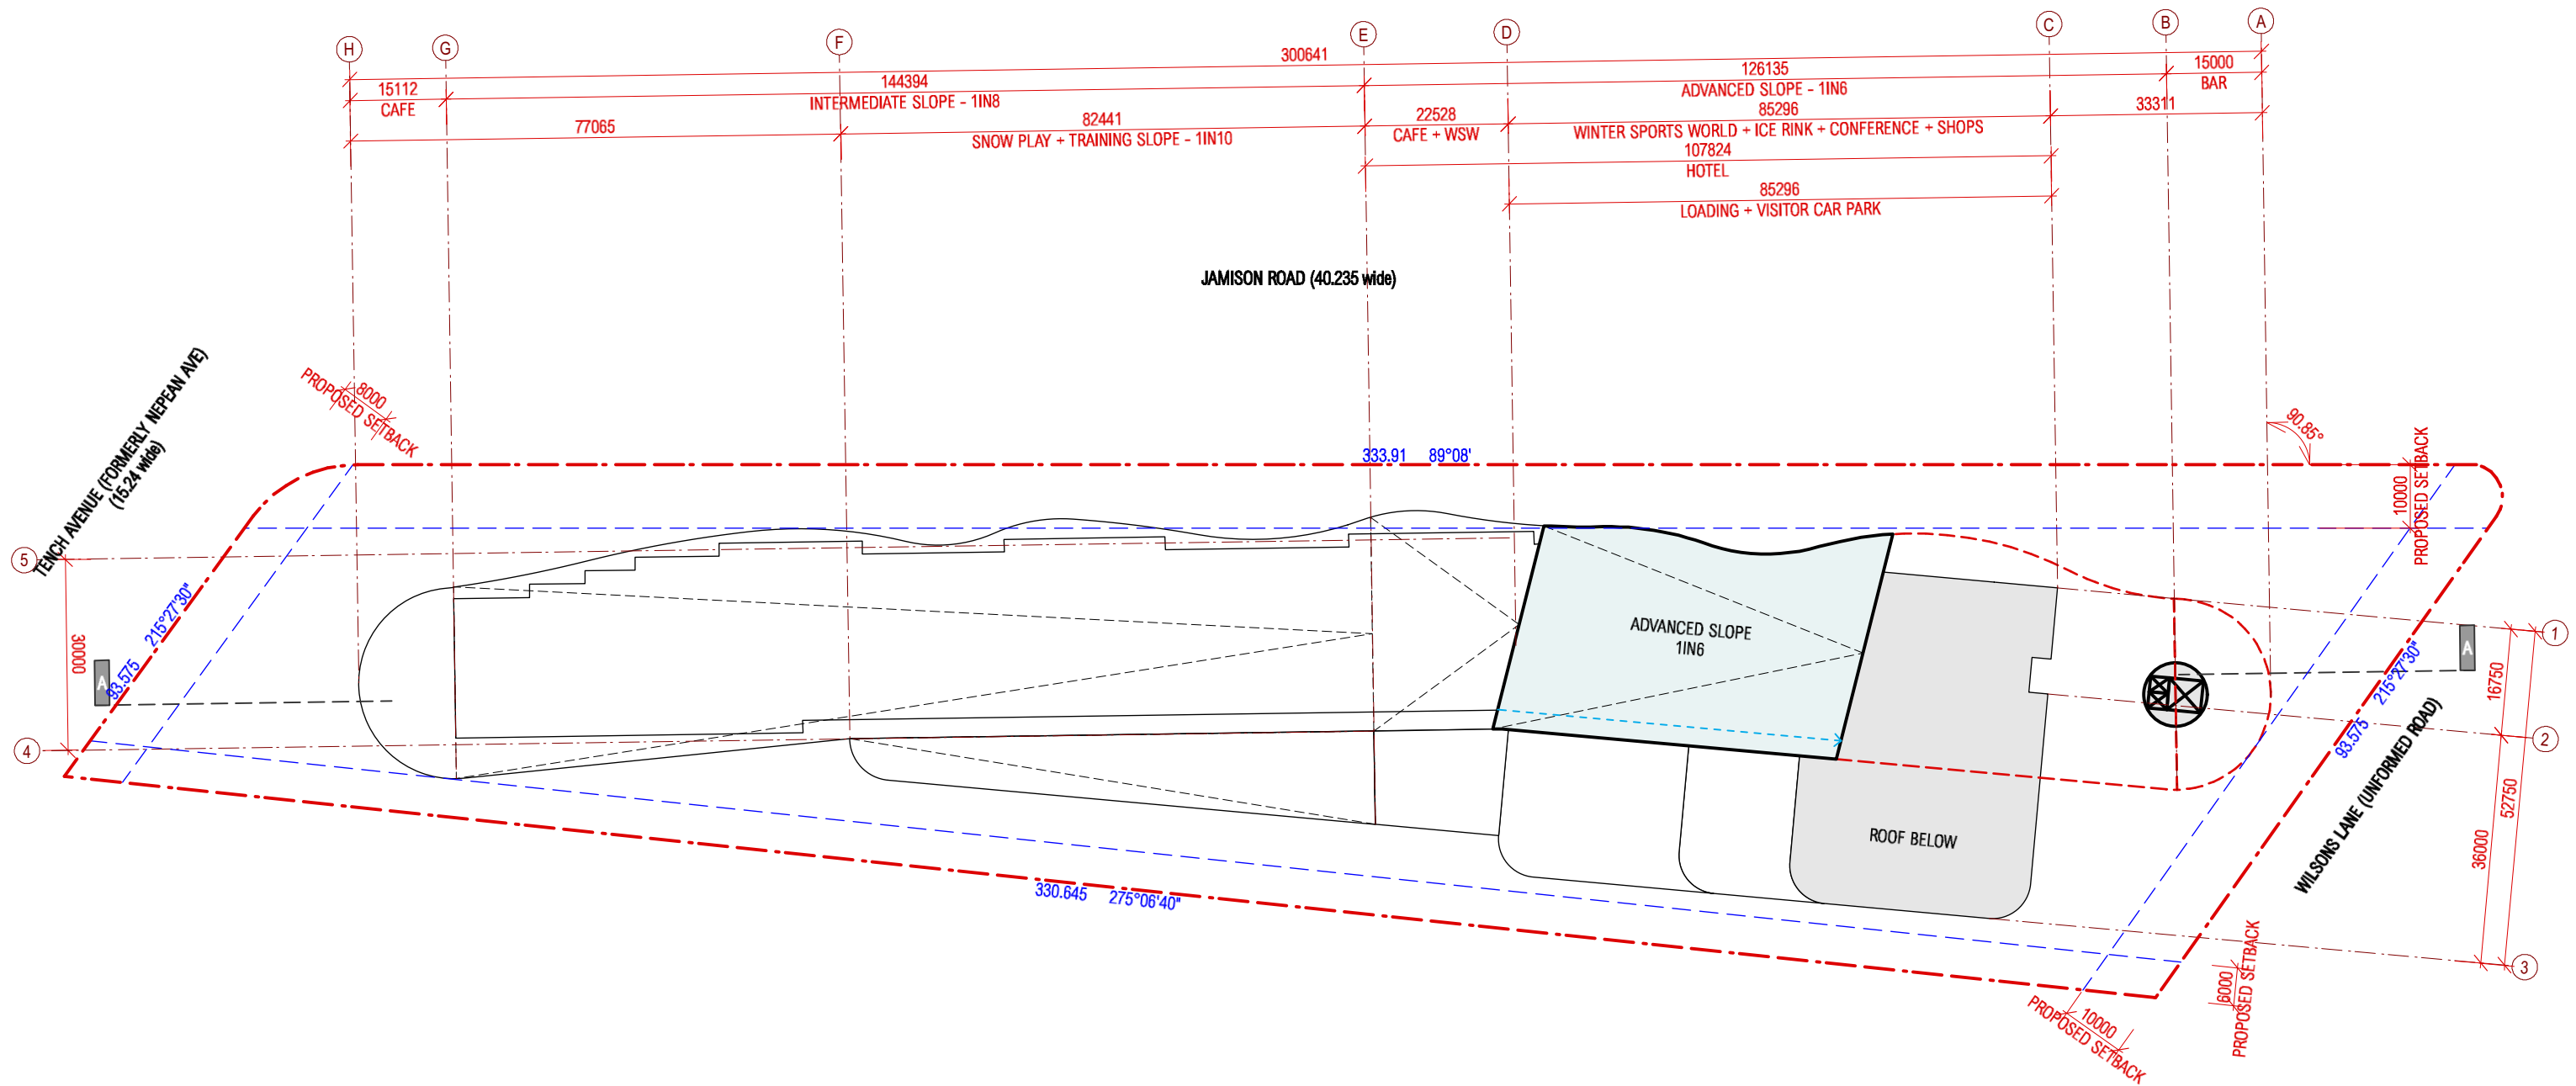 H
G
F
E
D
C
B
A
300641
15112
CAFE
144394
INTERMEDIATE SLOPE - 1IN8
126135
ADVANCED SLOPE - 1IN6
15000
BAR
77065
82441
SNOW PLAY + TRAINING SLOPE - 1IN10
22528
CAFE + WSW
85296
WINTER SPORTS WORLD + ICE RINK + CONFERENCE + SHOPS
33311
107824
HOTEL
85296
LOADING + VISITOR CAR PARK
JAMISON ROAD (40.235 wide)
TENCH AVENUE (FORMERLY NEPEAN AVE)
(15.24 wide)
8000
PROPOSED SETBACK
90.85°
333.91 89°08'
10000
PROPOSED SETBACK
5
30000
4
A
93.575 215°27'30"
ADVANCED SLOPE
1IN6
ROOF BELOW
A
1
16750
2
52750
36000
3
93.575 215°27'30"
WILSONS LANE (UNFORMED ROAD)
330.645 275°06'40"
6000
PROPOSED SETBACK
10000
PROPOSED SETBACK